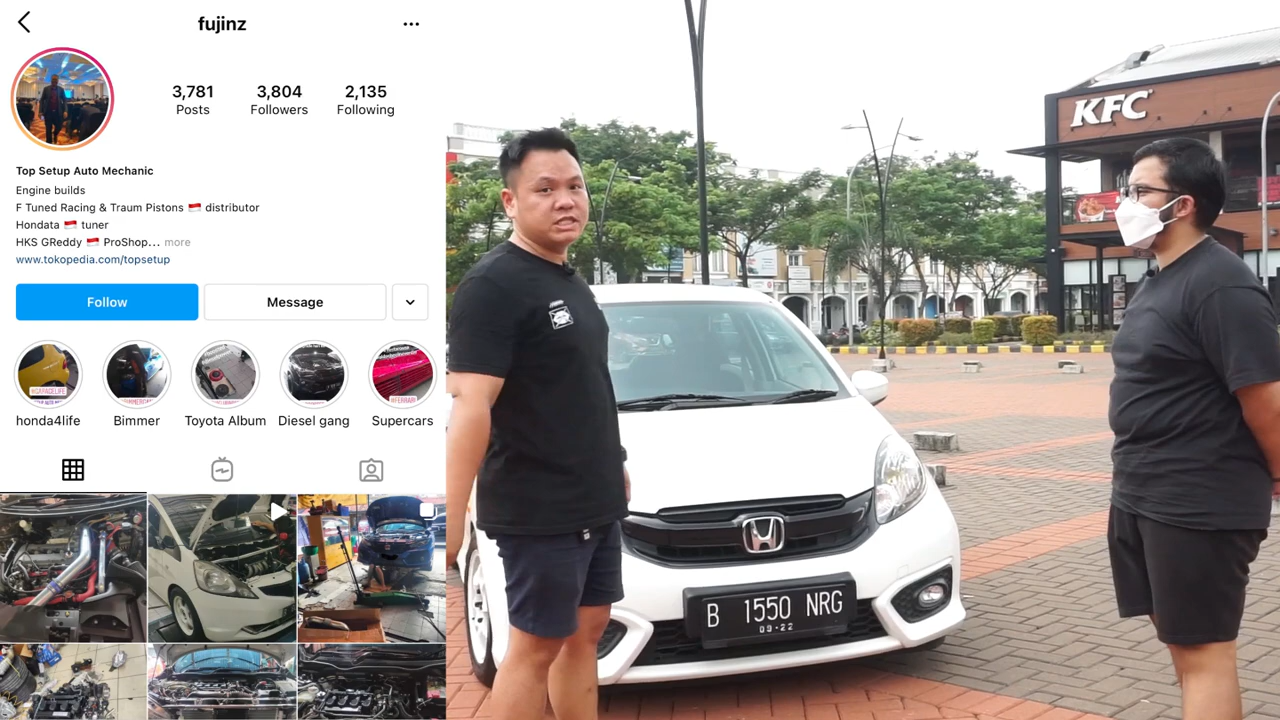 fujinz
3,781 3,804 2,135
Posts Followers Following
Top Setup Auto Mechanic
Engine builds
F Tuned Racing & Traum Pistons 🇮🇩 distributor
Hondata 🇮🇩 tuner
HKS GReddy 🇮🇩 ProShop... more
www.tokopedia.com/topsetup
Follow Message
honda4life Bimmer Toyota Album Diesel gang Supercars
KFC
B 1550 NRG
09·22